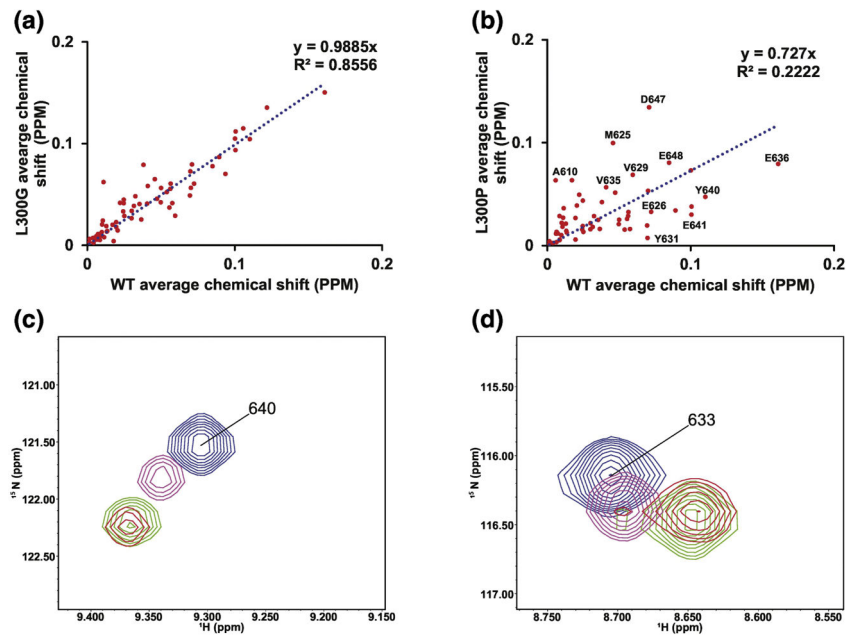 (a)
0.2
y = 0.9885x
R² = 0.8556
L300G avearge chemical
shift (PPM)
0.1
0
0
0.1
0.2
WT average chemical shift (PPM)
(b)
0.2
y = 0.727x
R² = 0.2222
L300P average chemical
shift (PPM)
0.1
0
D647
M625
E648
V629
A610
V635
E636
E626
Y640
E641
Y631
0
0.1
0.2
WT average chemical shift (PPM)
(c)
121.00
121.50
122.00
122.50
¹⁵ N (ppm)
640
9.400
9.350
9.300
9.250
9.200
9.150
¹H (ppm)
(d)
115.50
116.00
116.50
117.00
¹⁵ N (ppm)
633
8.750
8.700
8.650
8.600
8.550
¹H (ppm)